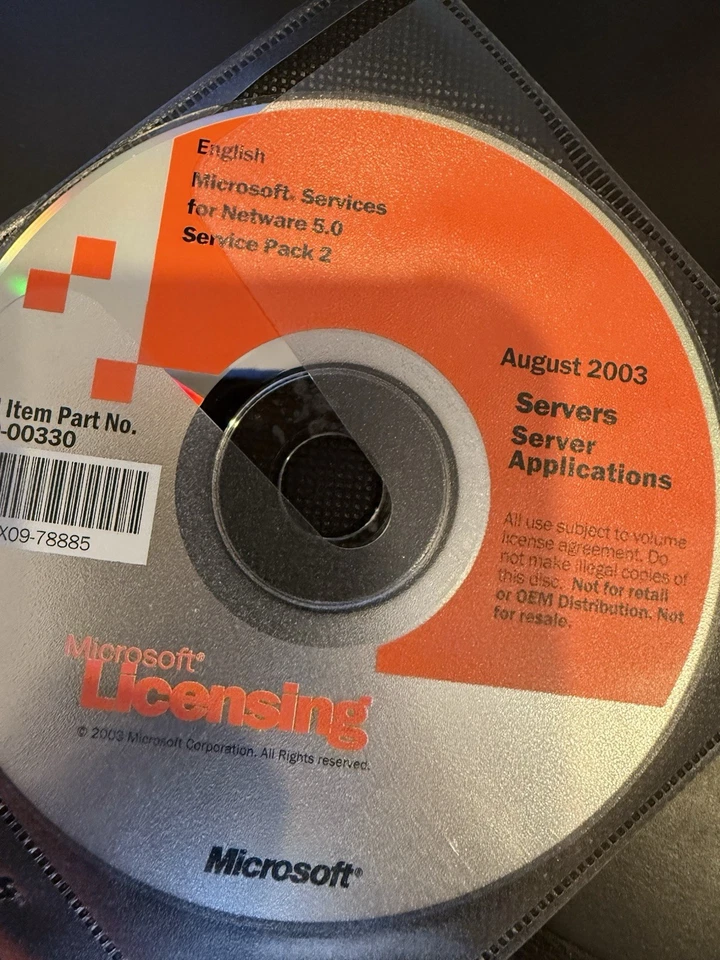 English
Microsoft® Services
for Netware 5.0
Service Pack 2
August 2003
Servers
Server
Applications
Item Part No.
-00330
X09-78885
All use subject to volume
license agreement. Do
not make illegal copies of
this disc. Not for retail
or OEM Distribution. Not
for resale.
Microsoft®
Licensing
© 2003 Microsoft Corporation. All Rights reserved.
Microsoft®